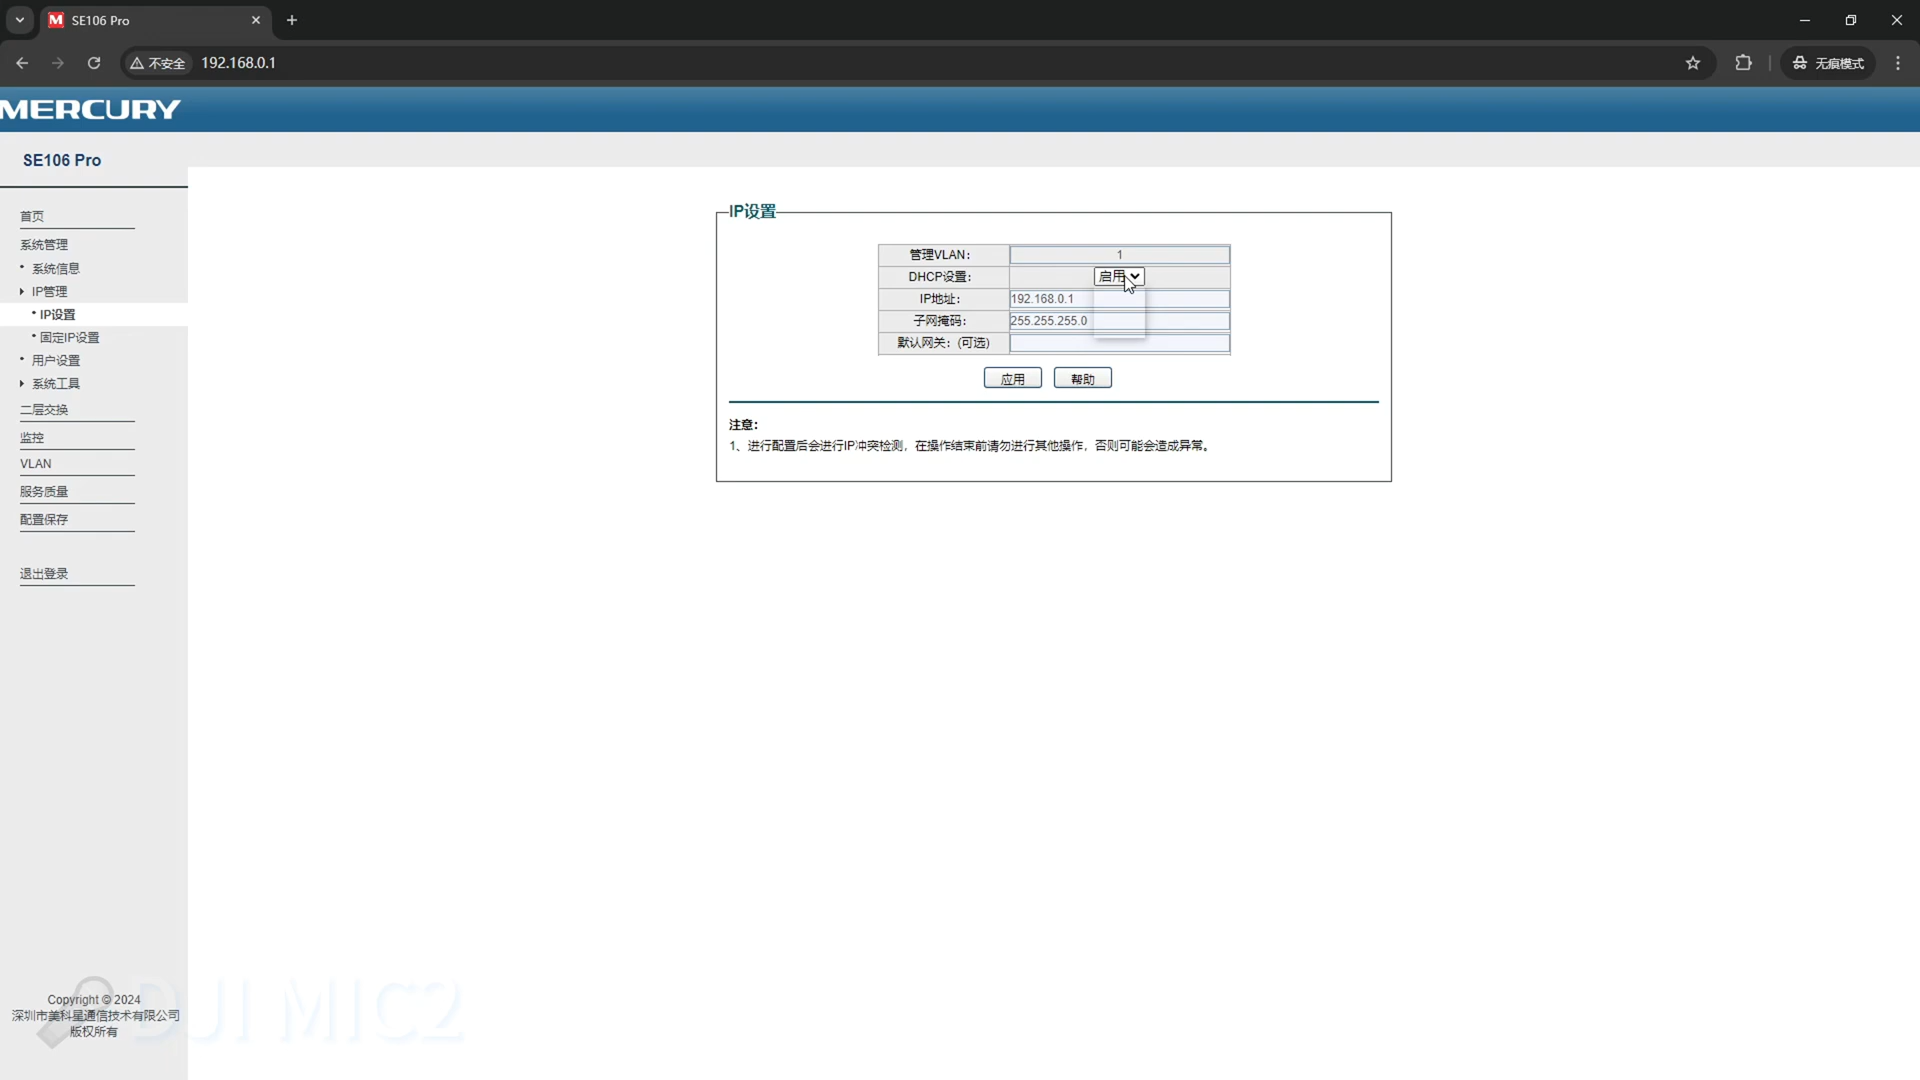 SE106 Pro
不安全
192.168.0.1
无痕模式
MERCURY
SE106 Pro
首页
系统管理
系统信息
IP管理
IP设置
固定IP设置
用户设置
系统工具
二层交换
监控
VLAN
服务质量
配置保存
退出登录
IP设置
管理VLAN: 1
DHCP设置: 启用
IP地址: 192.168.0.1
子网掩码: 255.255.255.0
默认网关: (可选)
应用 帮助
注意:
1、进行配置后会进行IP冲突检测，在操作结束前请勿进行其他操作，否则可能会造成异常。
Copyright © 2024
深圳市美科星通信技术有限公司
版权所有
DJI MIC2